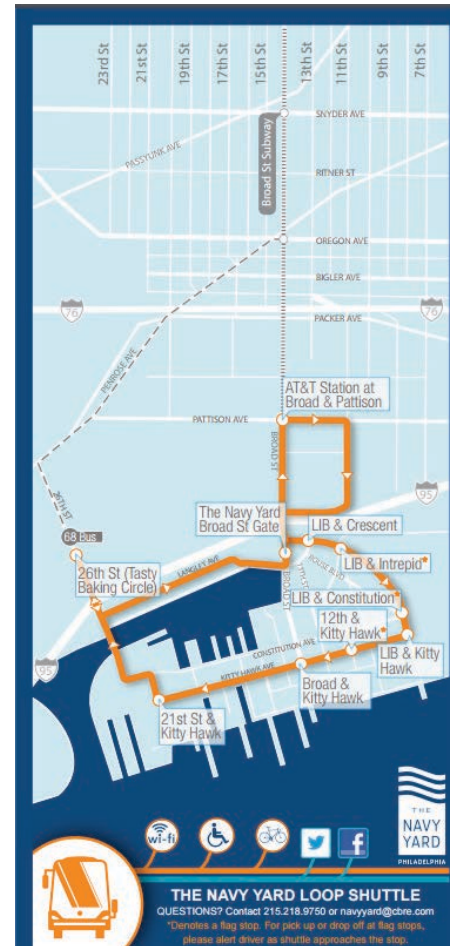 23rd St
21st St
19th St
17th St
15th St
13th St
11th St
9th St
7th St
SNYDER AVE
PASSYUNK AVE
Broad St Subway
RITNER ST
OREGON AVE
BIGLER AVE
76
76
PACKER AVE
PENROSE AVE
AT&T Station at
Broad & Pattison
PATTISON AVE
BROAD ST
26TH ST
95
The Navy Yard
Broad St Gate
LIB & Crescent
68 Bus
26th St (Tasty
Baking Circle)
LANGLEY AVE
ROUSE BLVD
LIB & Intrepid*
BROAD ST
11TH ST
LIB & Constitution*
12th &
Kitty Hawk*
CONSTITUTION AVE
LIB & Kitty
Hawk
95
KITTY HAWK AVE
Broad &
Kitty Hawk
21st St &
Kitty Hawk
THE
NAVY
YARD
PHILADELPHIA
wi-fi
THE NAVY YARD LOOP SHUTTLE
QUESTIONS? Contact 215.218.9750 or navyyard@cbre.com
*Denotes a flag stop. For pick up or drop off at flag stops,
please alert driver as shuttle approaches the stop.